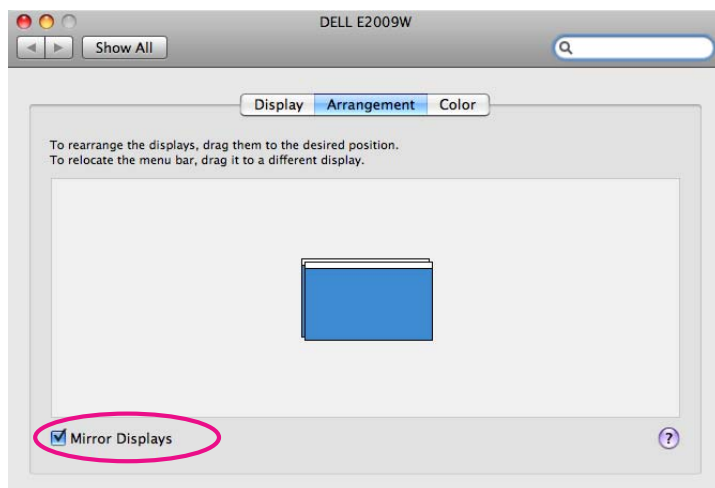 DELL E2009W
Show All
Display Arrangement Color
To rearrange the displays, drag them to the desired position.
To relocate the menu bar, drag it to a different display.
Mirror Displays
?